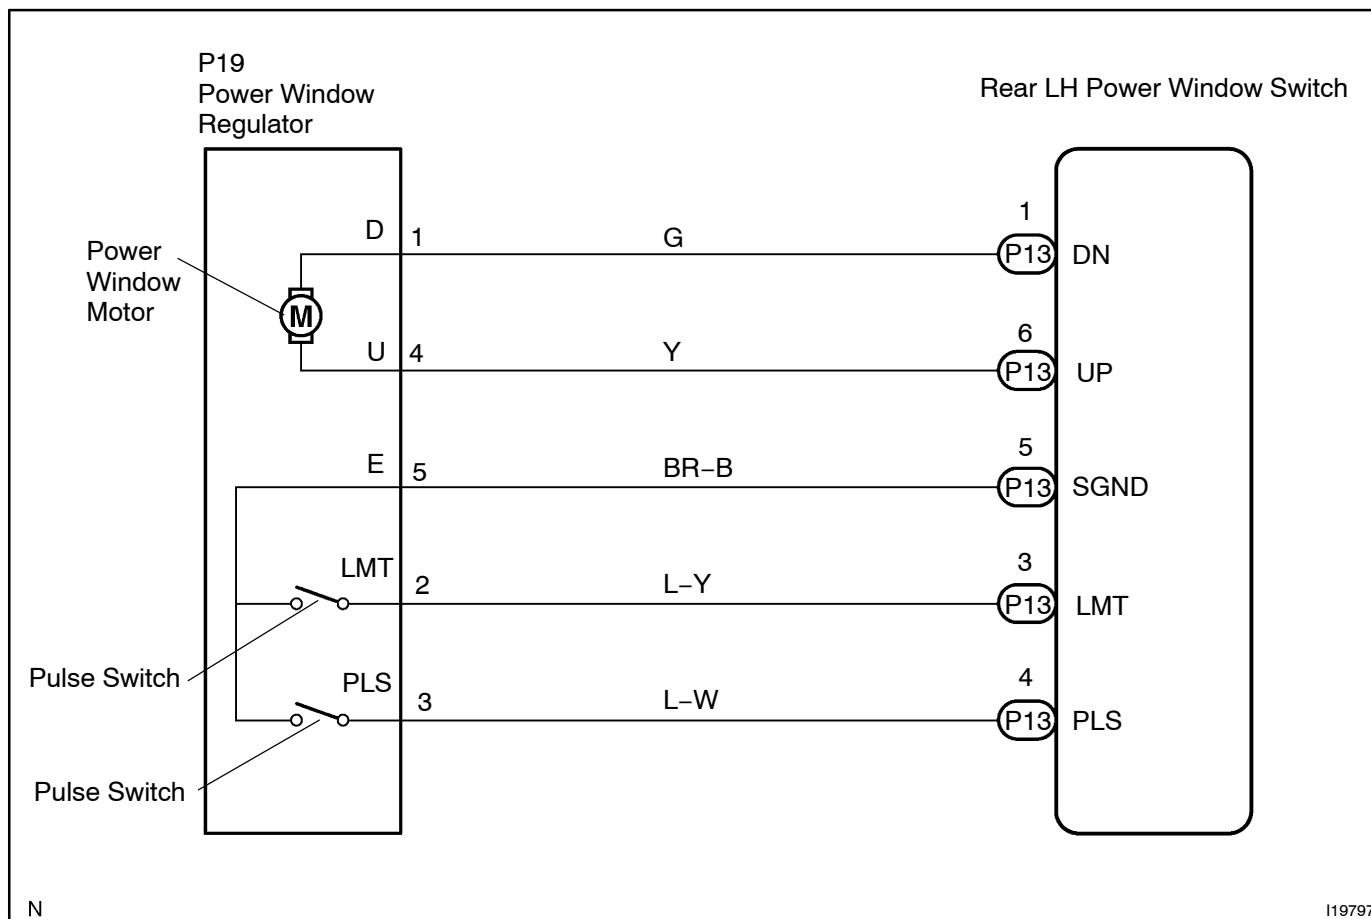 P19
Power Window
Regulator
Rear LH Power Window Switch
Power
Window
Motor
M
D
1
G
1
P13
DN
U
4
Y
6
P13
UP
E
5
BR–B
5
P13
SGND
LMT
2
L–Y
3
P13
LMT
Pulse Switch
PLS
3
L–W
4
P13
PLS
Pulse Switch
N
I19797